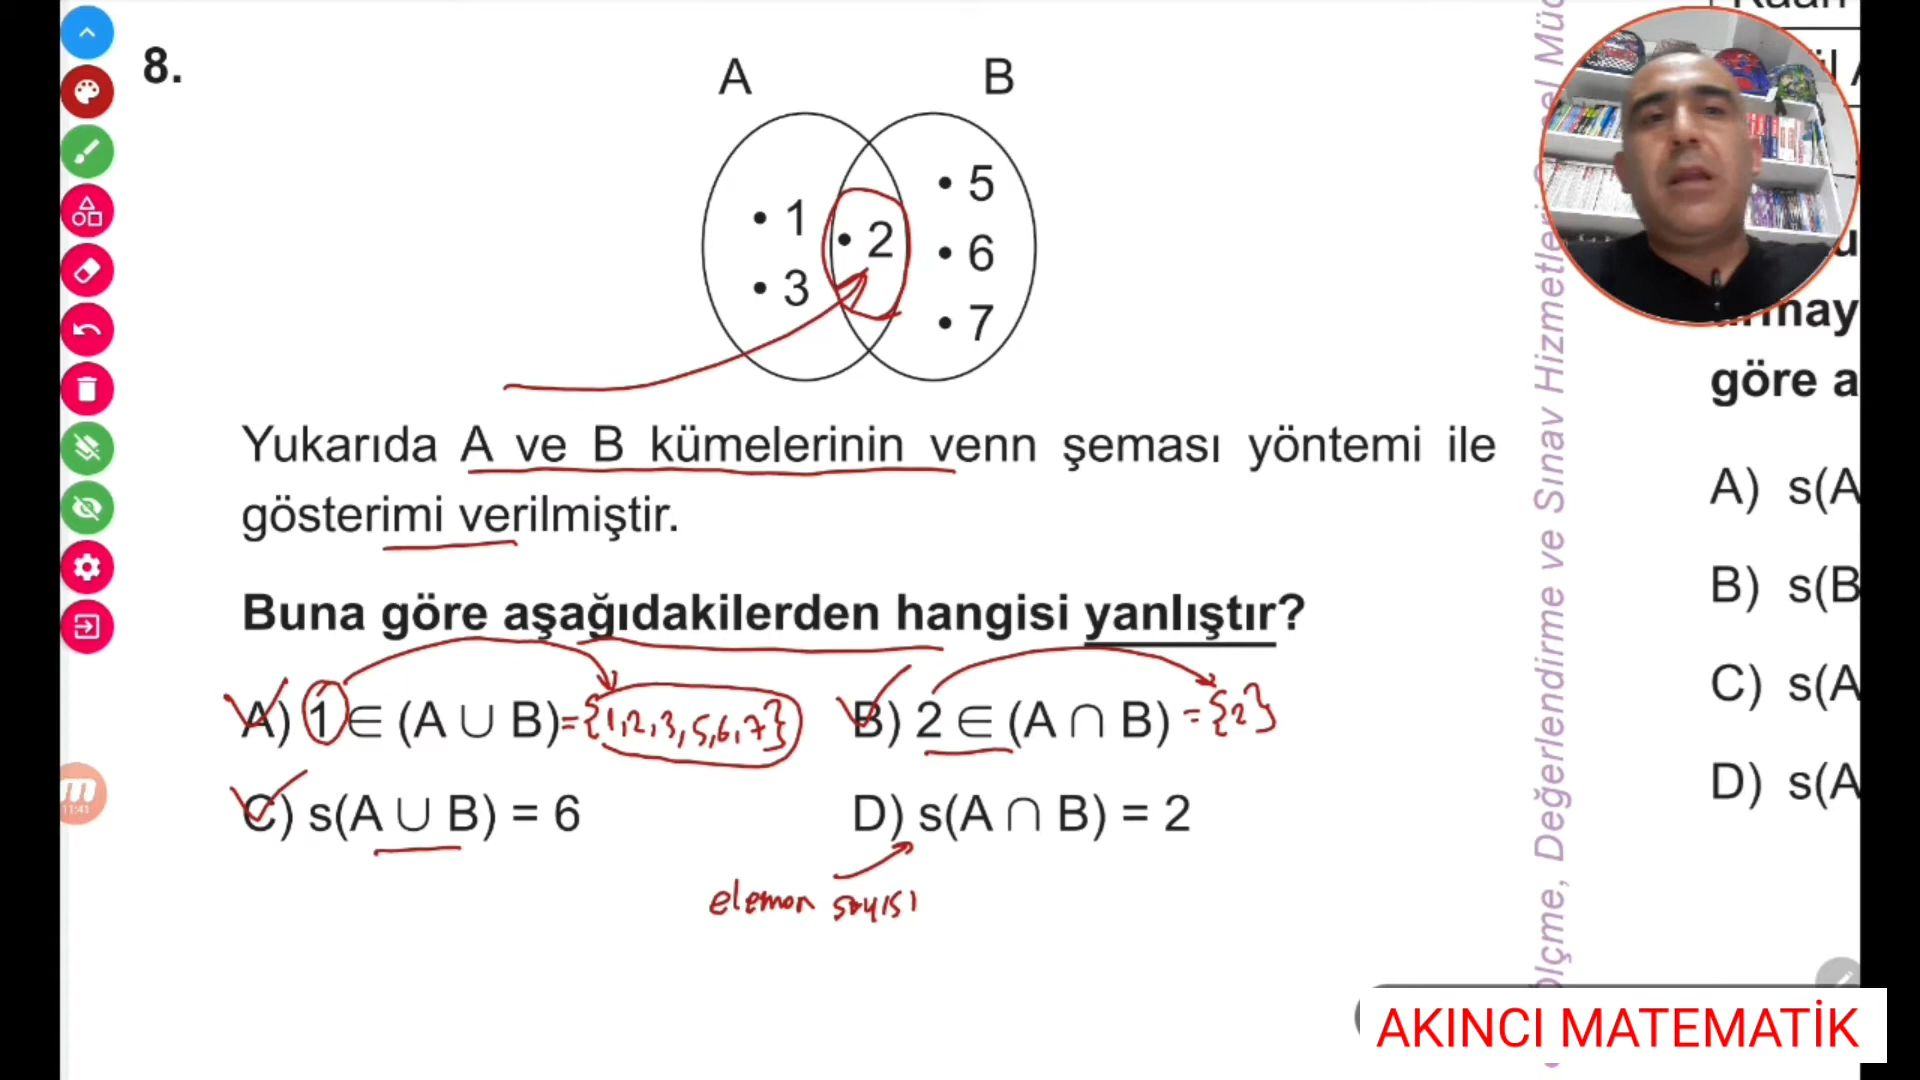 8.
A B
• 1
• 3
• 2
• 5
• 6
• 7
Yukarıda A ve B kümelerinin venn şeması yöntemi ile
gösterimi verilmiştir.
Buna göre aşağıdakilerden hangisi yanlıştır?
A) 1 ∈ (A ∪ B) = {1,2,3,5,6,7} B) 2 ∈ (A ∩ B) = {2}
C) s(A ∪ B) = 6 D) s(A ∩ B) = 2
eleman sayısı
göre a
A) s(A
B) s(B
C) s(A
D) s(A
Değerlendirme ve Sınav Hizmetleri
11:41
AKINCI MATEMATİK